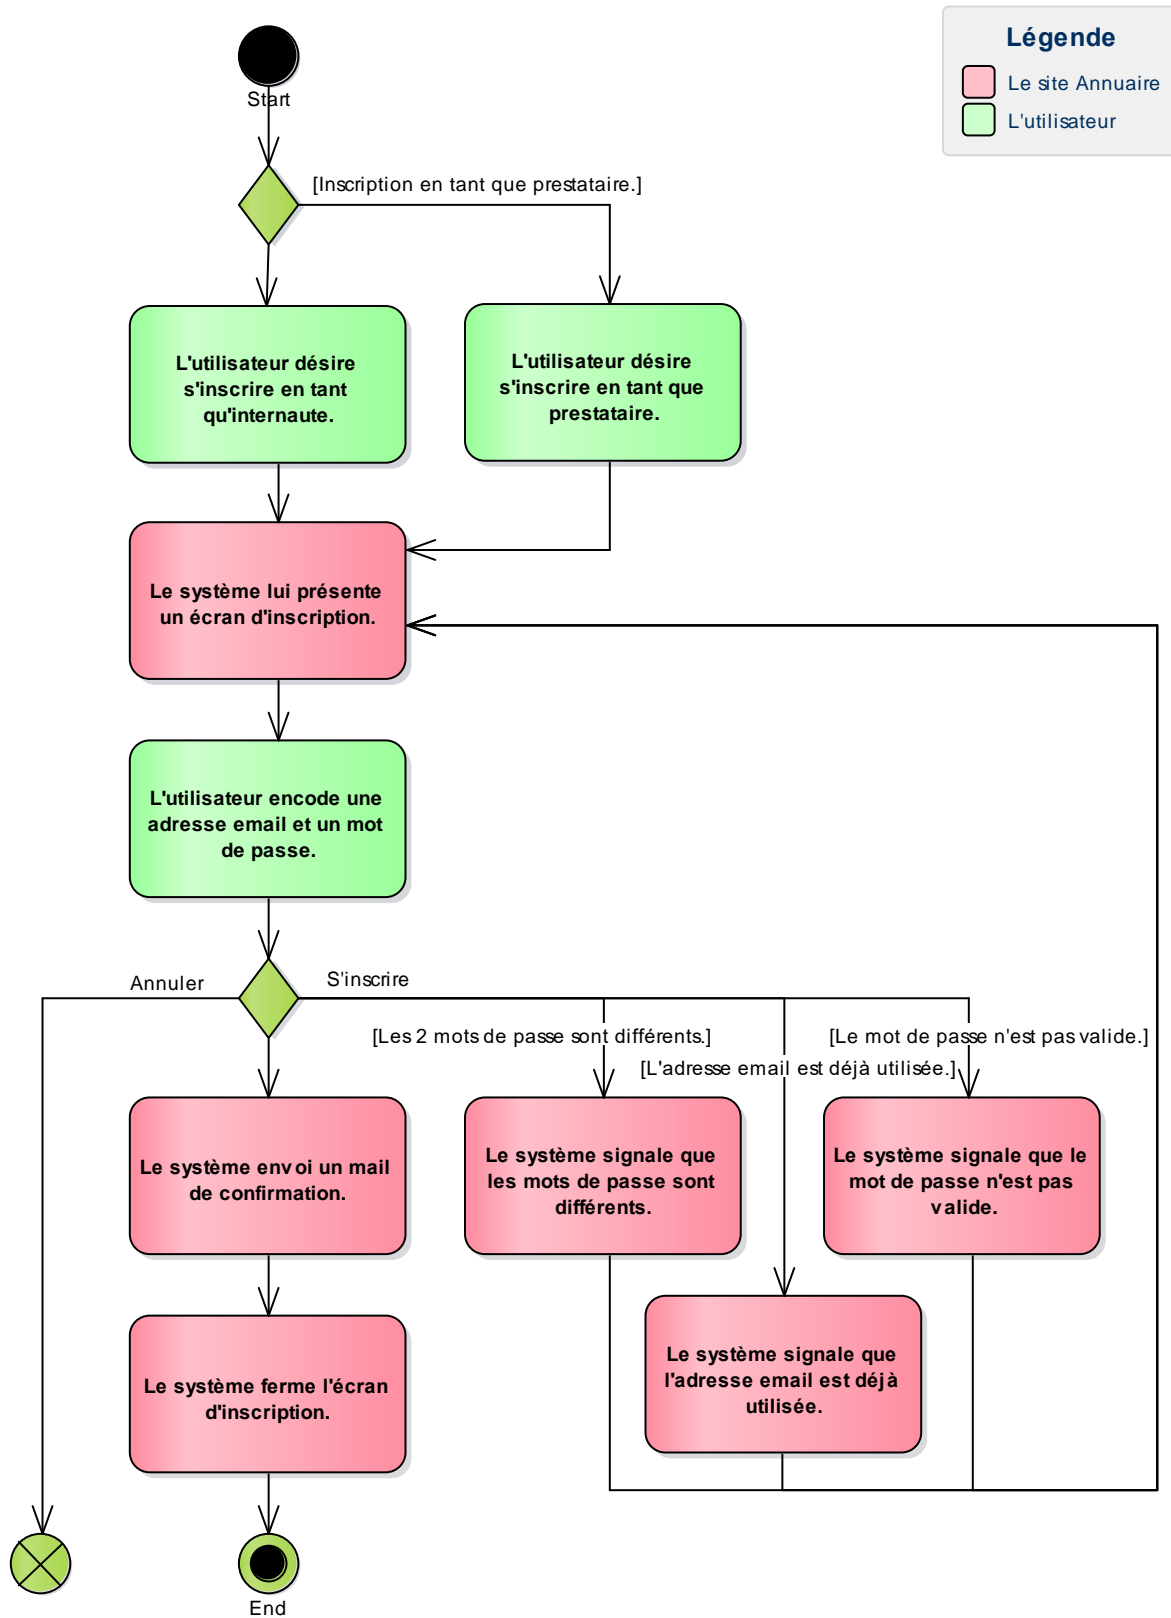 Légende
Le site Annuaire
L'utilisateur
Start
[Inscription en tant que prestataire.]
L'utilisateur désire
s'inscrire en tant
qu'internaute.
L'utilisateur désire
s'inscrire en tant que
prestataire.
Le système lui présente
un écran d'inscription.
L'utilisateur encode une
adresse email et un mot
de passe.
Annuler
S'inscrire
[Les 2 mots de passe sont différents.]
[Le mot de passe n'est pas valide.]
[L'adresse email est déjà utilisée.]
Le système envoi un mail
de confirmation.
Le système signale que
les mots de passe sont
différents.
Le système signale que le
mot de passe n'est pas
valide.
Le système ferme l'écran
d'inscription.
Le système signale que
l'adresse email est déjà
utilisée.
End